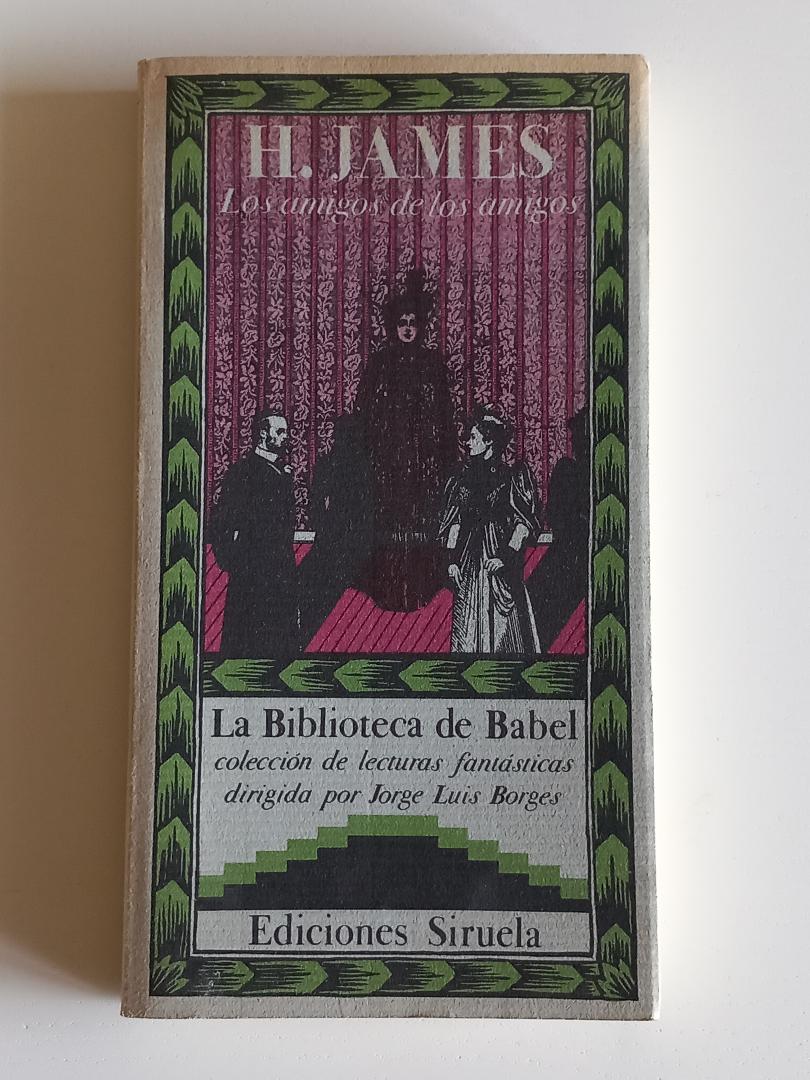 H. JAMES
Los amigos de los amigos
La Biblioteca de Babel
colección de lecturas fantásticas
dirigida por Jorge Luis Borges
Ediciones Siruela